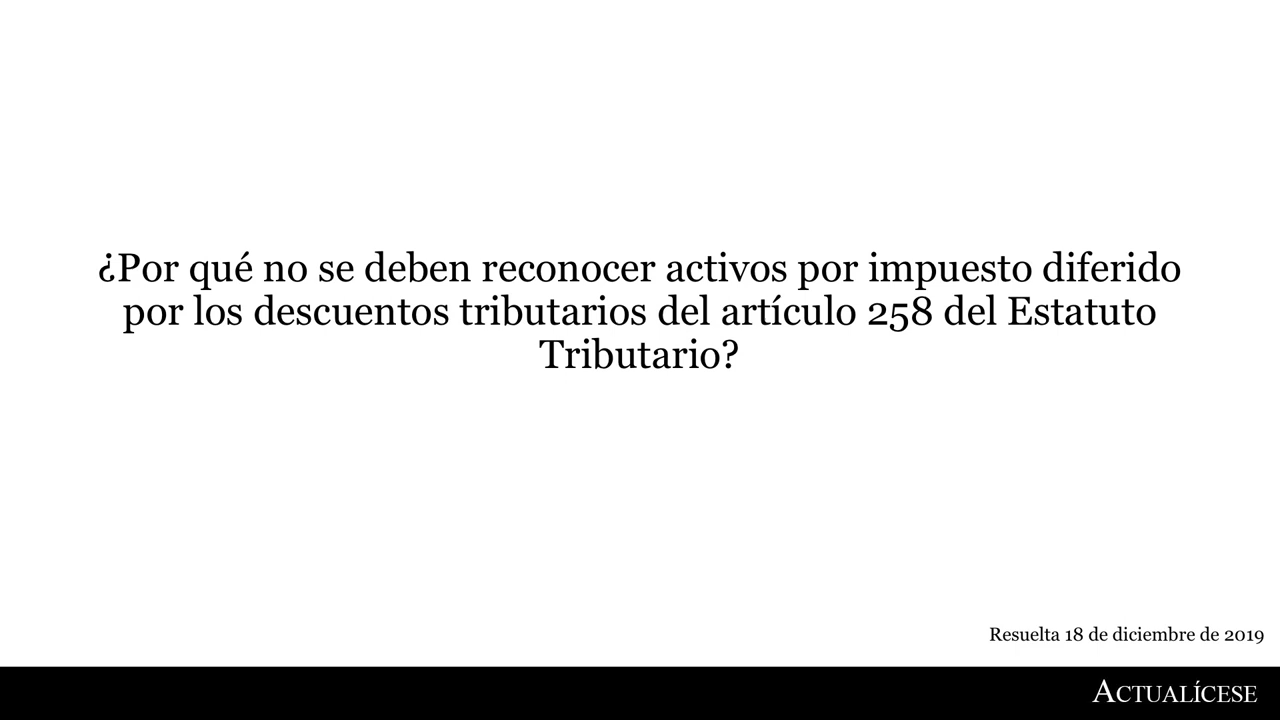 ¿Por qué no se deben reconocer activos por impuesto diferido
por los descuentos tributarios del artículo 258 del Estatuto
Tributario?
Resuelta 18 de diciembre de 2019
ACTUALÍCESE